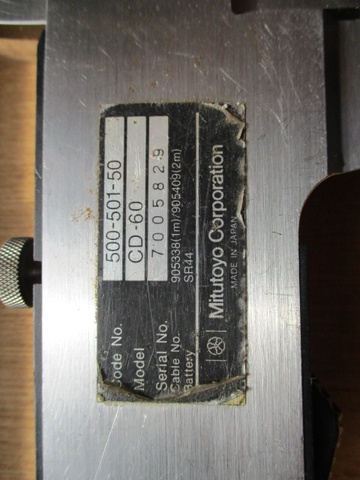 Code No. 500-501-50
Model CD-60
Serial No. 7005829
Cable No. 905338(1m)/905409(2m)
Battery SR44
Mitutoyo Corporation
MADE IN JAPAN